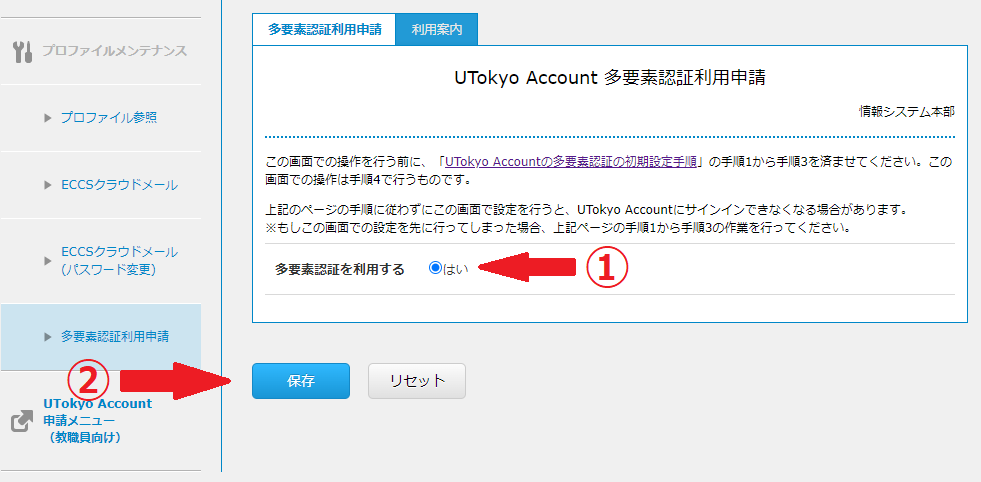 プロファイルメンテナンス
プロファイル参照
ECCSクラウドメール
ECCSクラウドメール
(パスワード変更)
多要素認証利用申請
UTokyo Account
申請メニュー
（教職員向け）
多要素認証利用申請
利用案内
UTokyo Account 多要素認証利用申請
情報システム本部
この画面での操作を行う前に、「UTokyo Accountの多要素認証の初期設定手順」の手順1から手順3を済ませてください。この
画面での操作は手順4で行うものです。
上記のページの手順に従わずにこの画面で設定を行うと、UTokyo Accountにサインインできなくなる場合があります。
※もしこの画面での設定を先に行ってしまった場合、上記ページの手順1から手順3の作業を行ってください。
多要素認証を利用する
はい
①
②
保存
リセット